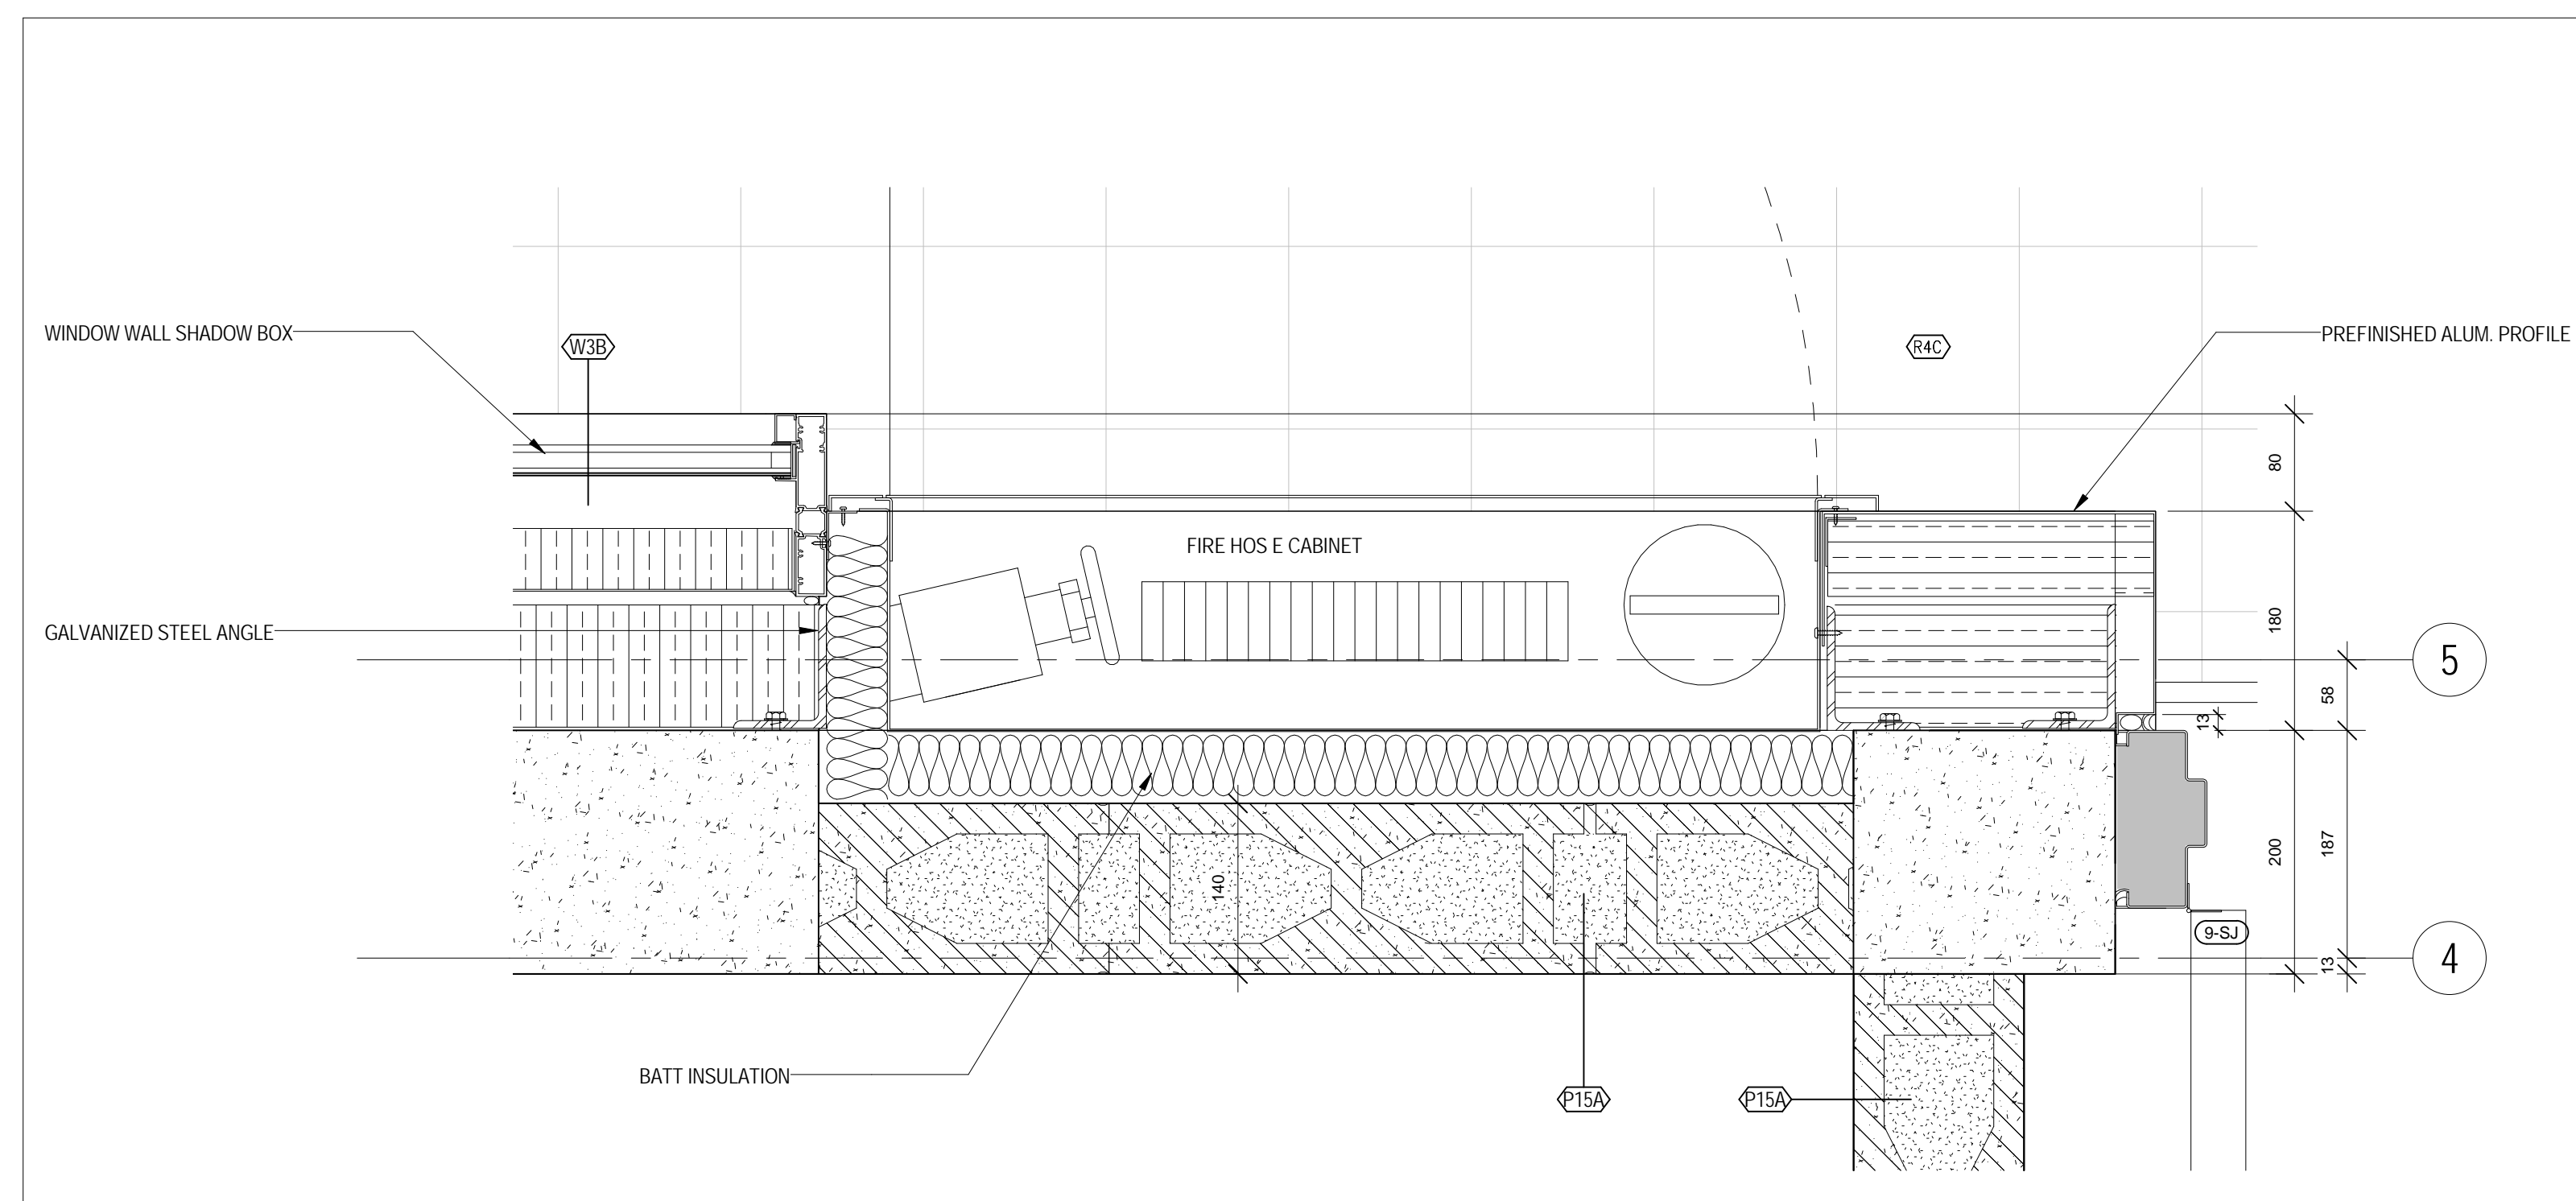 WINDOW WALL SHADOW BOX
W3B
R4C
PREFINISHED ALUM. PROFILE
80
FIRE HOS E CABINET
GALVANIZED STEEL ANGLE
180
5
58
13
140
200
187
9-SJ
4
13
BATT INSULATION
P15A
P15A